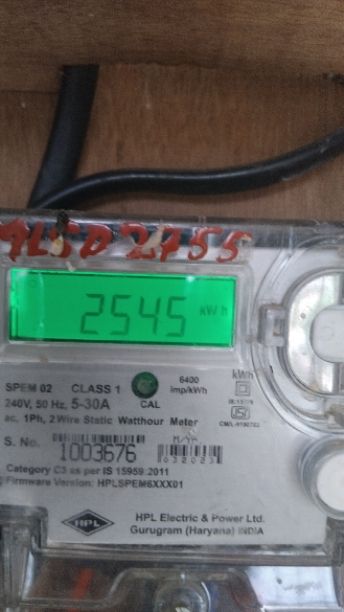 2545 kWh
SPEM 02 CLASS 1 6400 imp/kWh kWh
240V, 50 Hz, 5-30A CAL
ac, 1Ph, 2 Wire Static Watthour Meter
S. No. 1003676
Category C3 as per IS 15959:2011
Firmware Version: HPLSPEM6XXX01
HPL HPL Electric & Power Ltd.
Gurugram (Haryana) INDIA